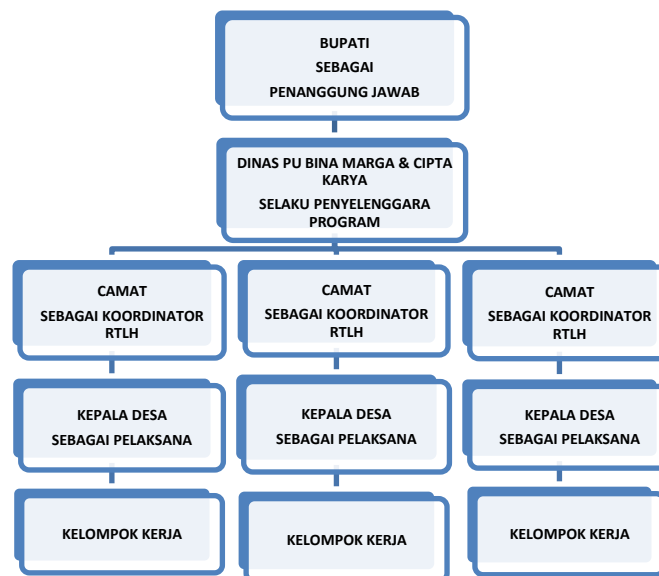 BUPATI
SEBAGAI
PENANGGUNG JAWAB
DINAS PU BINA MARGA & CIPTA
KARYA
SELAKU PENYELENGGARA
PROGRAM
CAMAT
SEBAGAI KOORDINATOR
RTLH
CAMAT
SEBAGAI KOORDINATOR
RTLH
CAMAT
SEBAGAI KOORDINATOR
RTLH
KEPALA DESA
SEBAGAI PELAKSANA
KEPALA DESA
SEBAGAI PELAKSANA
KEPALA DESA
SEBAGAI PELAKSANA
KELOMPOK KERJA
KELOMPOK KERJA
KELOMPOK KERJA